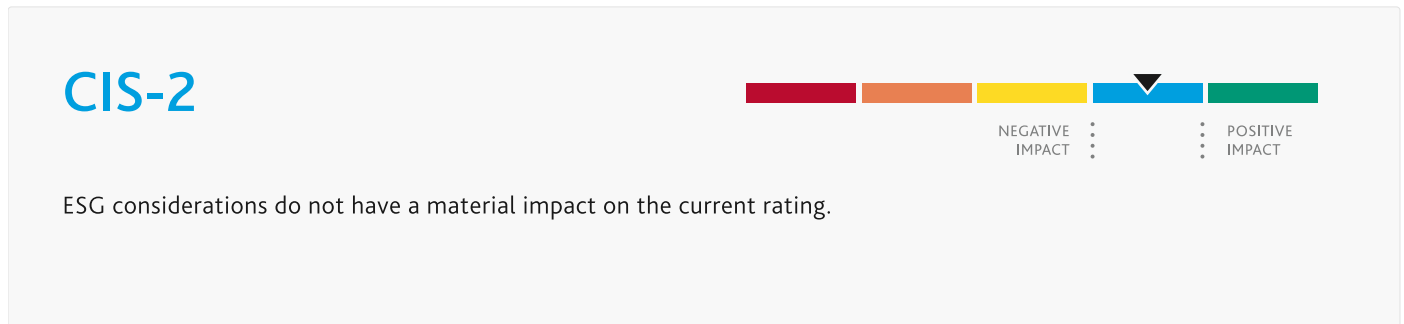 CIS-2
NEGATIVE
IMPACT
POSITIVE
IMPACT
ESG considerations do not have a material impact on the current rating.